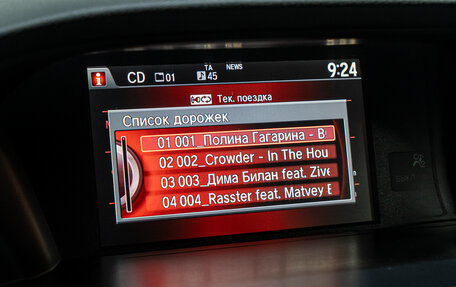 TA NEWS
i CD 01 45 9:24
Тек. поездка
Список дорожек
01 001_Полина Гагарина - В
02 002_Crowder - In The Hou
03 003_Дима Билан feat. Zive
04 004_Rasster feat. Matvey E